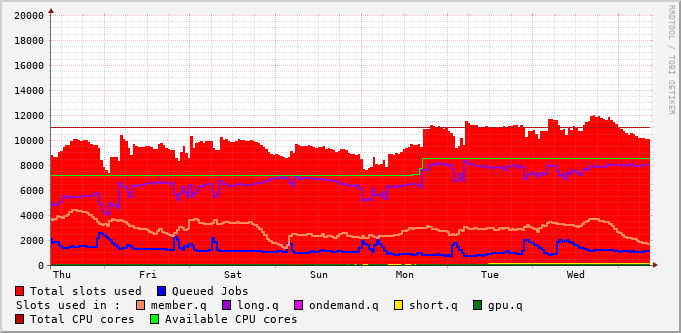 RRDTOOL / TOBI OETIKER
20000
18000
16000
14000
12000
10000
8000
6000
4000
2000
0
Thu Fri Sat Sun Mon Tue Wed
Total slots used Queued Jobs
Slots used in : member.q long.q ondemand.q short.q gpu.q
Total CPU cores Available CPU cores